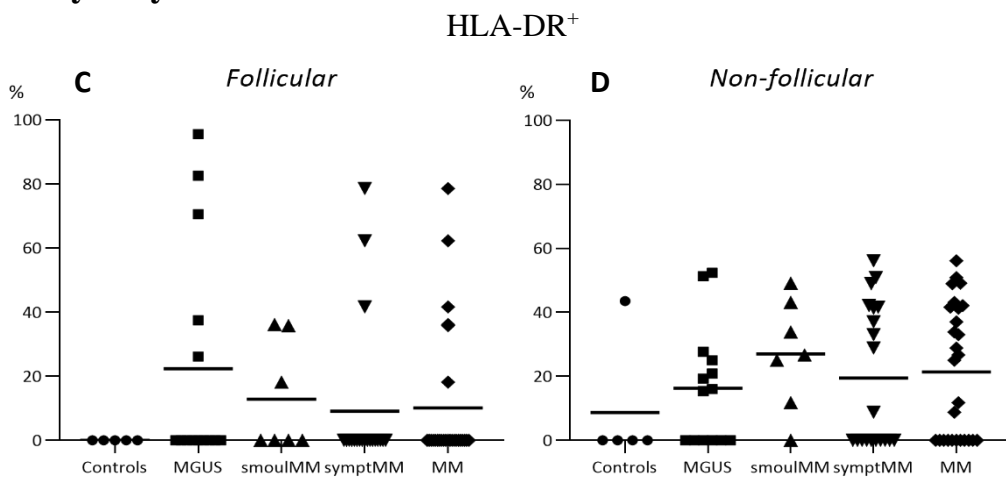 HLA-DR⁺
C Follicular
%
100
80
60
40
20
0
Controls MGUS smoulMM symptMM MM
D Non-follicular
%
100
80
60
40
20
0
Controls MGUS smoulMM symptMM MM